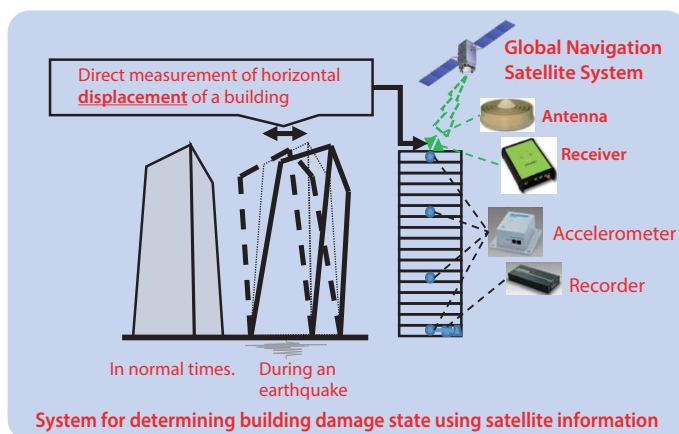 Direct measurement of horizontal
displacement of a building
Global Navigation
Satellite System
Antenna
Receiver
Accelerometer
Recorder
In normal times.
During an
earthquake
System for determining building damage state using satellite information